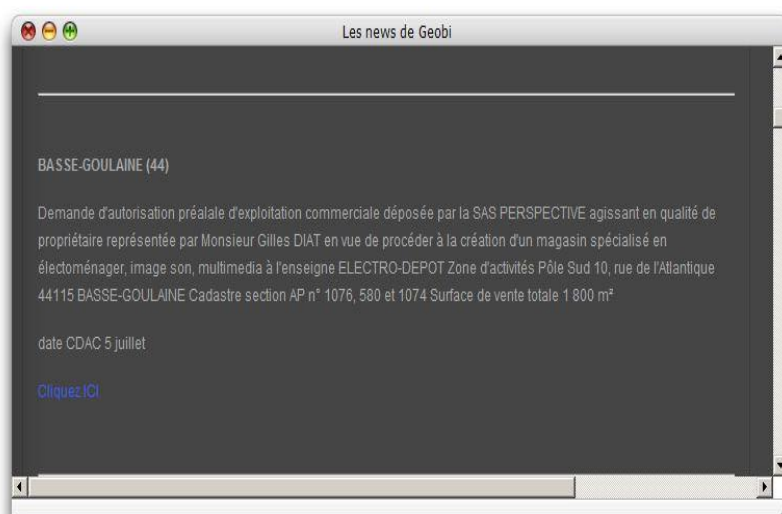 Les news de Geobi
BASSE-GOULAINE (44)
Demande d'autorisation préalale d'exploitation commerciale déposée par la SAS PERSPECTIVE agissant en qualité de
propriétaire représentée par Monsieur Gilles DIAT en vue de procéder à la création d'un magasin spécialisé en
électoménager, image son, multimedia à l'enseigne ELECTRO-DEPOT Zone d'activités Pôle Sud 10, rue de l'Atlantique
44115 BASSE-GOULAINE Cadastre section AP n° 1076, 580 et 1074 Surface de vente totale 1 800 m²
date CDAC 5 juillet
Cliquez ICI